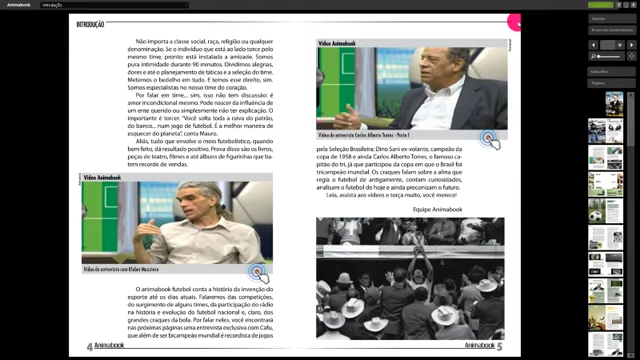 Animabook
Introdução
INTRODUÇÃO
Não importa a classe social, raça, religião ou qualquer
denominação. Se o indivíduo que está ao lado torce pelo
mesmo time, pronto: está instalada a amizade. Somos
pura intimidade durante 90 minutos. Dividimos alegrias,
dores e até o planejamento de táticas e a seleção do time.
Metemos o bedelho em tudo. E temos esse direito, sim.
Somos especialistas no nosso time do coração.
Por falar em time... sim, isso não tem discussão: é
amor incondicional mesmo. Pode nascer da influência de
um ente querido ou simplesmente não ter explicação. O
importante é torcer. "Você solta toda a raiva do patrão,
do banco... num jogo de futebol. É a melhor maneira de
esquecer do planeta", conta Mauro.
Aliás, tudo que envolve o meio futebolístico, quando
bem feito, dá resultado positivo. Prova disso são os livros,
peças de teatro, filmes e até álbuns de figurinhas que ba-
tem recorde de vendas.
Vídeo Animabook
Vídeo da entrevista com Kleber Mazziero
O animabook futebol conta a história da invenção do
esporte até os dias atuais. Falaremos das competições,
do surgimento de alguns times, da participação do rádio
na história e evolução do futebol nacional e, claro, dos
grandes craques da bola. Por falar neles, você encontrará
nas próximas páginas uma entrevista exclusiva com Cafu,
que além de ser bicampeão mundial é recordista de jogos
4 Animabook
Vídeo Animabook
Vídeo da entrevista Carlos Alberto Torres - Parte 1
pela Seleção Brasileira; Dino Sani ex-volante, campeão da
copa de 1958 e ainda Carlos Alberto Torres, o famoso ca-
pitão do tri, já que participou da copa em que o Brasil foi
tricampeão mundial. Os craques falam sobre a alma que
regia o futebol de antigamente, contam curiosidades,
analisam o futebol de hoje e ainda preconizam o futuro.
Leia, assista aos vídeos e torça muito, você merece!
Equipe Animabook
Animabook 5